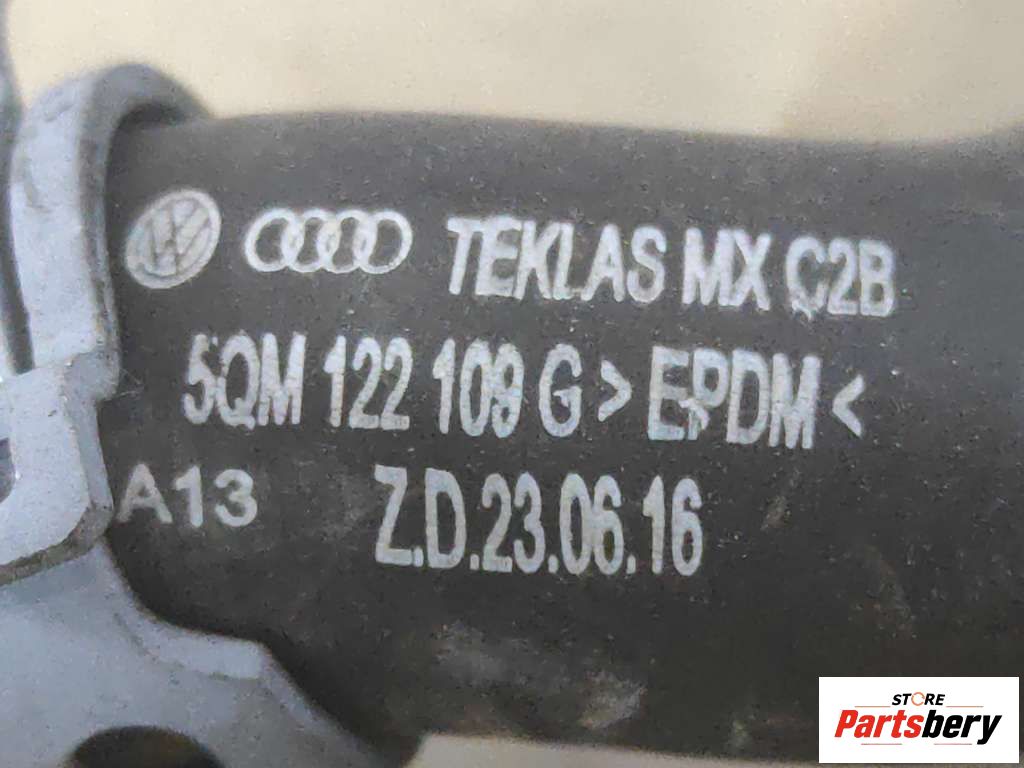 TEKLAS MX C2B
5QM 122 109 G > EPDM <
A13 Z.D.23.06.16
STORE
Partsbery